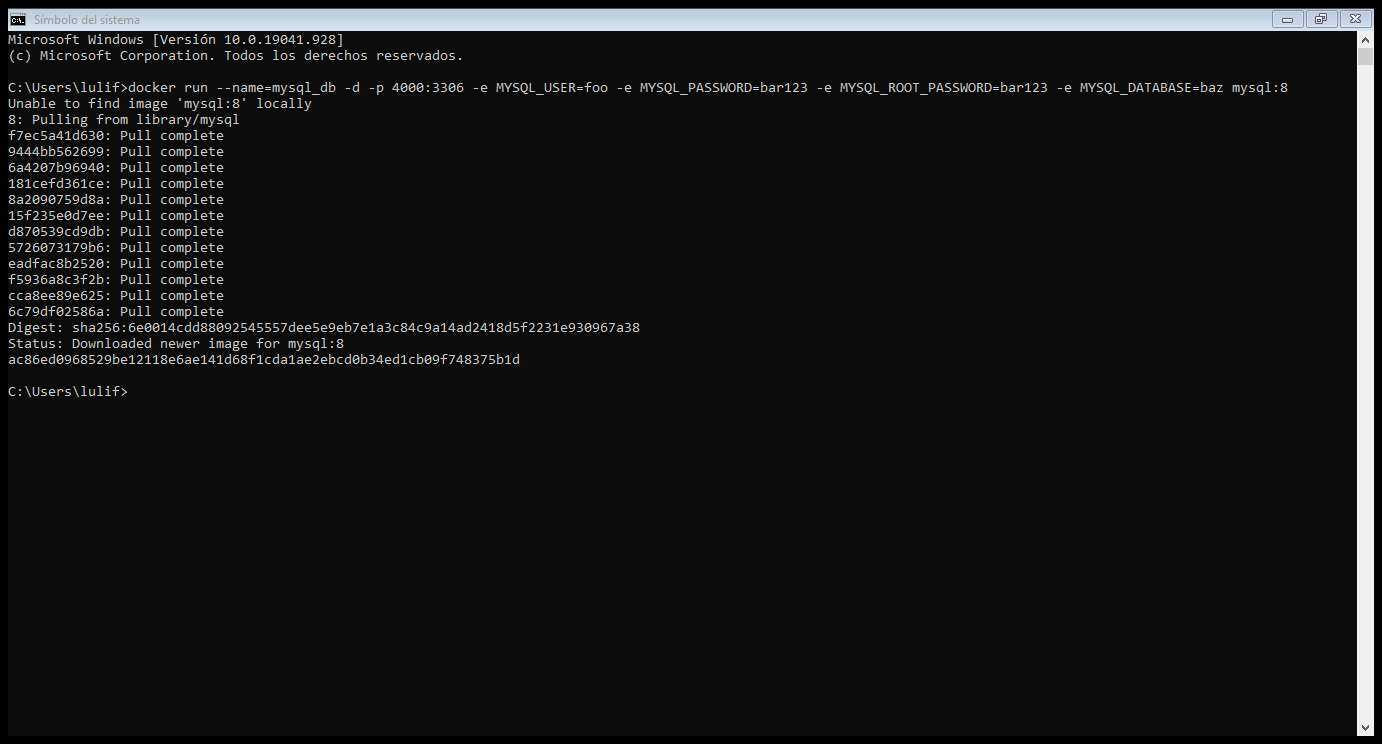 Símbolo del sistema
Microsoft Windows [Versión 10.0.19041.928]
(c) Microsoft Corporation. Todos los derechos reservados.
C:\Users\lulif>docker run --name=mysql_db -d -p 4000:3306 -e MYSQL_USER=foo -e MYSQL_PASSWORD=bar123 -e MYSQL_ROOT_PASSWORD=bar123 -e MYSQL_DATABASE=baz mysql:8
Unable to find image 'mysql:8' locally
8: Pulling from library/mysql
f7ec5a41d630: Pull complete
9444bb562699: Pull complete
6a4207b96940: Pull complete
181cefd361ce: Pull complete
8a2090759d8a: Pull complete
15f235e0d7ee: Pull complete
d870539cd9db: Pull complete
5726073179b6: Pull complete
eadfac8b2520: Pull complete
f5936a8c3f2b: Pull complete
cca8ee89e625: Pull complete
6c79df02586a: Pull complete
Digest: sha256:6e0014cdd88092545557dee5e9eb7e1a3c84c9a14ad2418d5f2231e930967a38
Status: Downloaded newer image for mysql:8
ac86ed0968529be12118e6ae141d68f1cda1ae2ebcd0b34ed1cb09f748375b1d
C:\Users\lulif>